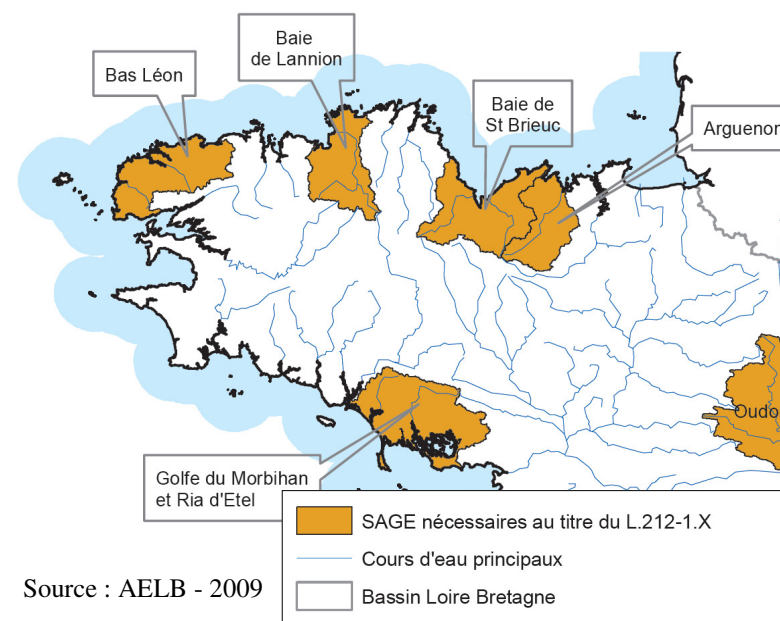 Baie
de Lannion
Bas Léon
Baie de
St Brieuc
Arguenon
Oudo
Golfe du Morbihan
et Ria d'Etel
SAGE nécessaires au titre du L.212-1.X
Cours d'eau principaux
Bassin Loire Bretagne
Source : AELB - 2009